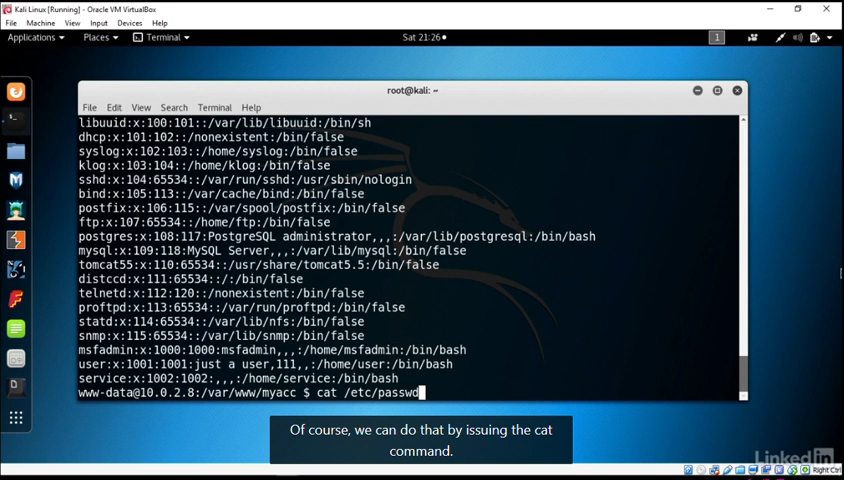 Kali Linux [Running] - Oracle VM VirtualBox
File Machine View Input Devices Help
Applications Places Terminal Sat 21:26 1
root@kali: ~
File Edit View Search Terminal Help
libuuid:x:100:101::/var/lib/libuuid:/bin/sh
dhcp:x:101:102::/nonexistent:/bin/false
syslog:x:102:103::/home/syslog:/bin/false
klog:x:103:104::/home/klog:/bin/false
sshd:x:104:65534::/var/run/sshd:/usr/sbin/nologin
bind:x:105:113::/var/cache/bind:/bin/false
postfix:x:106:115::/var/spool/postfix:/bin/false
ftp:x:107:65534::/home/ftp:/bin/false
postgres:x:108:117:PostgreSQL administrator,,,:/var/lib/postgresql:/bin/bash
mysql:x:109:118:MySQL Server,,,:/var/lib/mysql:/bin/false
tomcat55:x:110:65534::/usr/share/tomcat5.5:/bin/false
distccd:x:111:65534::/:/bin/false
telnetd:x:112:120::/nonexistent:/bin/false
proftpd:x:113:65534::/var/run/proftpd:/bin/false
statd:x:114:65534::/var/lib/nfs:/bin/false
snmp:x:115:65534::/var/lib/snmp:/bin/false
msfadmin:x:1000:1000:msfadmin,,,:/home/msfadmin:/bin/bash
user:x:1001:1001:just a user,111,,:/home/user:/bin/bash
service:x:1002:1002:,,,:/home/service:/bin/bash
www-data@10.0.2.8:/var/www/myacc $ cat /etc/passwd
Of course, we can do that by issuing the cat
command.
LinkedIn
Right Ctrl